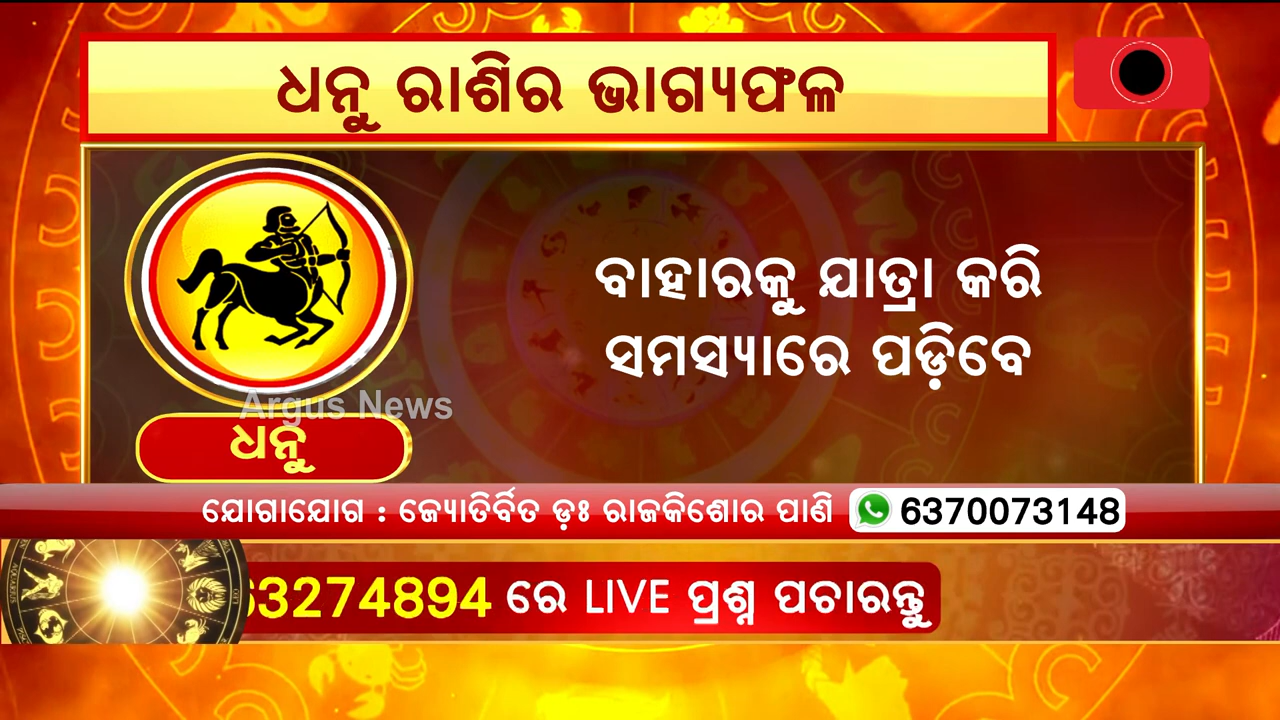 ଧନୁ ରାଶିର ଭାଗ୍ୟଫଳ
ବାହାରକୁ ଯାତ୍ରା କରି
ସମସ୍ୟାରେ ପଡ଼ିବେ
Argus News
ଧନୁ
ଯୋଗାଯୋଗ : ଜ୍ୟୋତିର୍ବିତ ଡ଼ଃ ରାଜକିଶୋର ପାଣି 6370073148
63274894 ରେ LIVE ପ୍ରଶ୍ନ ପଚାରନ୍ତୁ